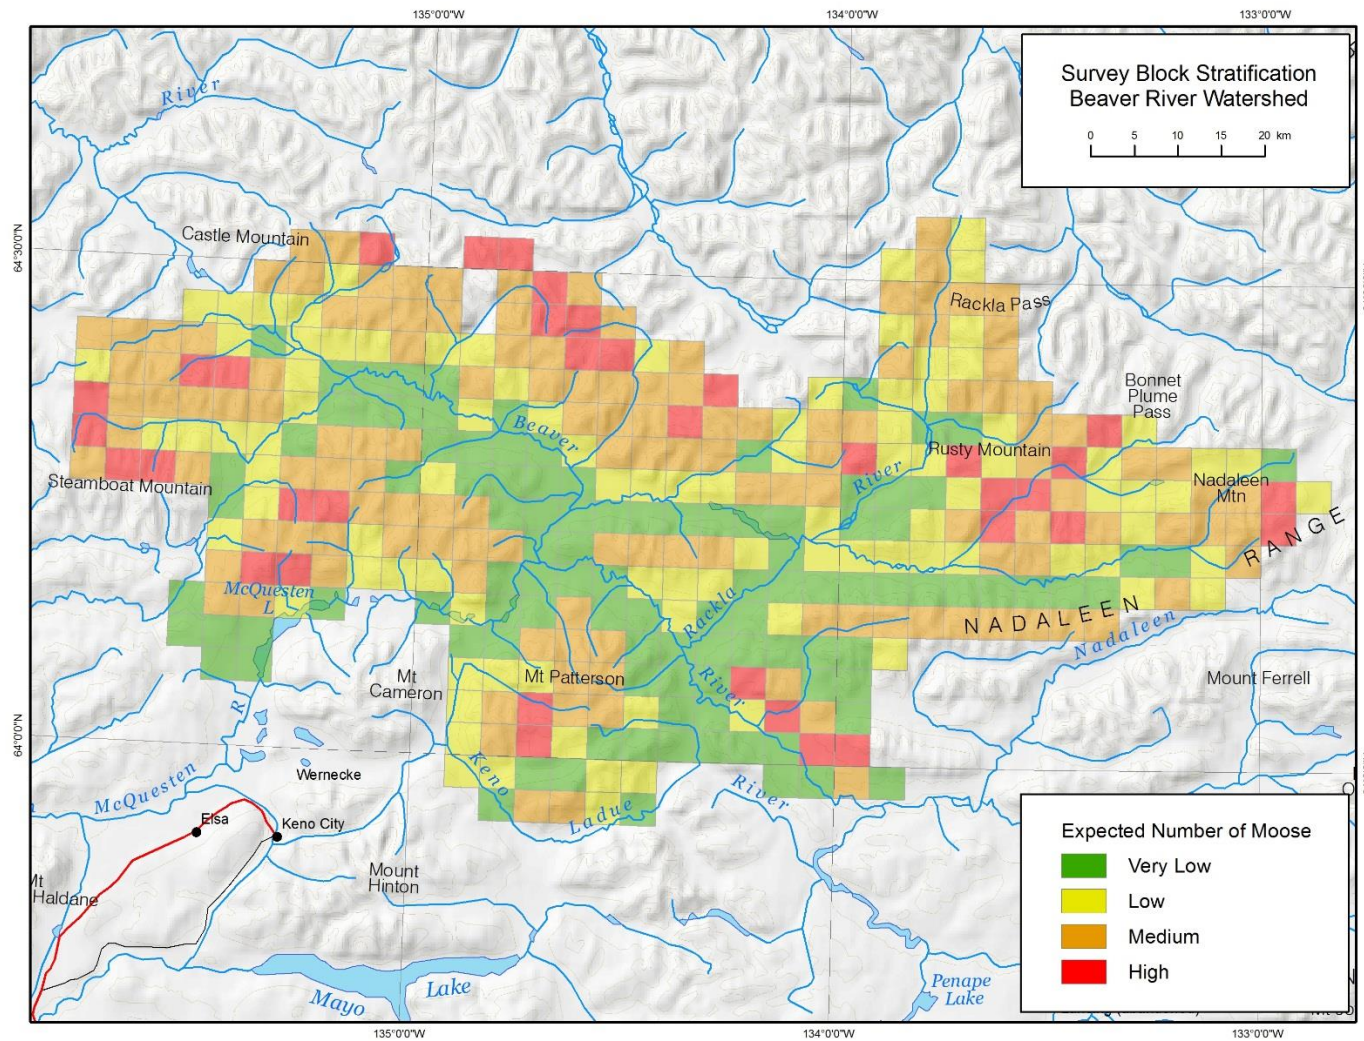 135°0'0"W
134°0'0"W
133°0'0"W
Survey Block Stratification
Beaver River Watershed
0 5 10 15 20 km
River
64°30'0"N
Castle Mountain
Rackla Pass
Bonnet
Plume
Pass
Beaver
Rusty Mountain
River
Steamboat Mountain
Nadaleen
Mtn
RANGE
McQuesten
L
Rackla
NADALEEN
Nadaleen
Mt
Cameron
Mt Patterson
River
Mount Ferrell
R
64°0'0"N
Keno
McQuesten
Wernecke
River
Ladue
Elsa
Keno City
Mount
Hinton
Mt
Haldane
Mayo
Lake
Penape
Lake
Expected Number of Moose
Very Low
Low
Medium
High
135°0'0"W
134°0'0"W
133°0'0"W